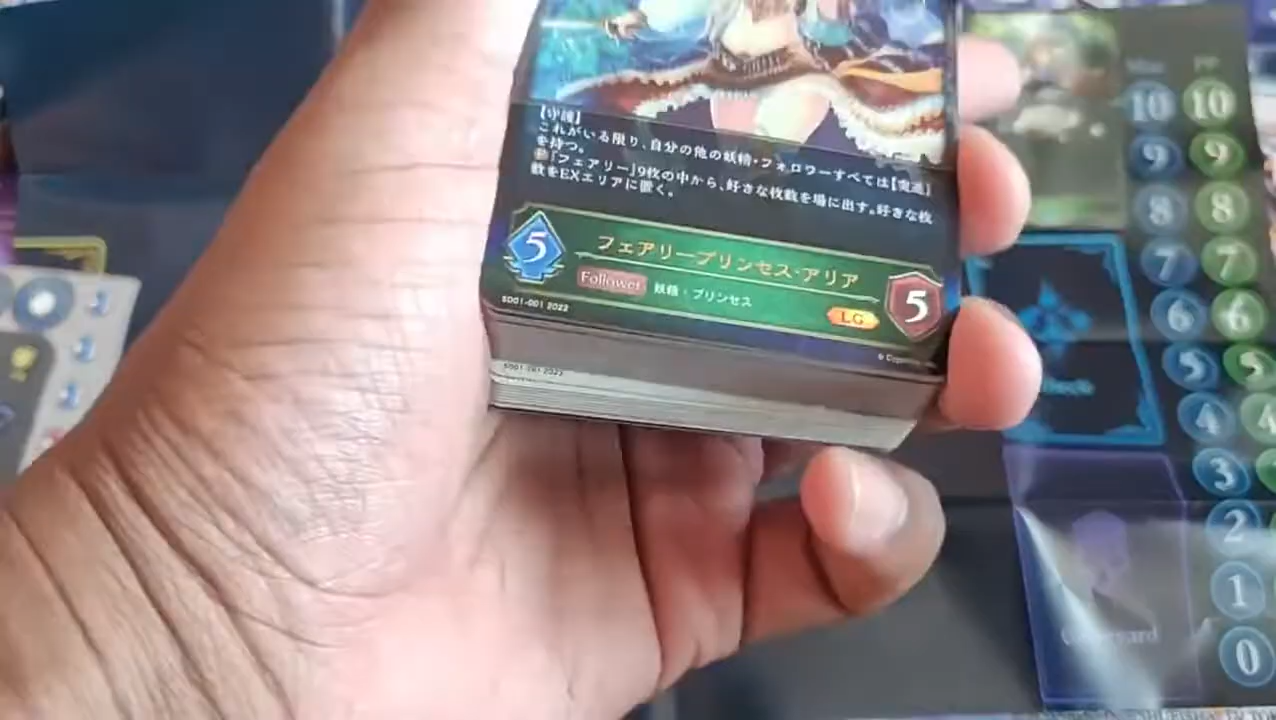 【守護】
これがいる限り、自分の他の妖精・フォロワーすべては【突進】
を持つ。
「フェアリー」9枚の中から、好きな枚数を場に出す。好きな枚
数をEXエリアに置く。
5
フェアリープリンセス・アリア
Follower 妖精・プリンセス
LG
5
SD01-001 2022
SD01-001 2022
10 10
9 9
8 8
7 7
6 6
5 5
4 4
3
2
1
0